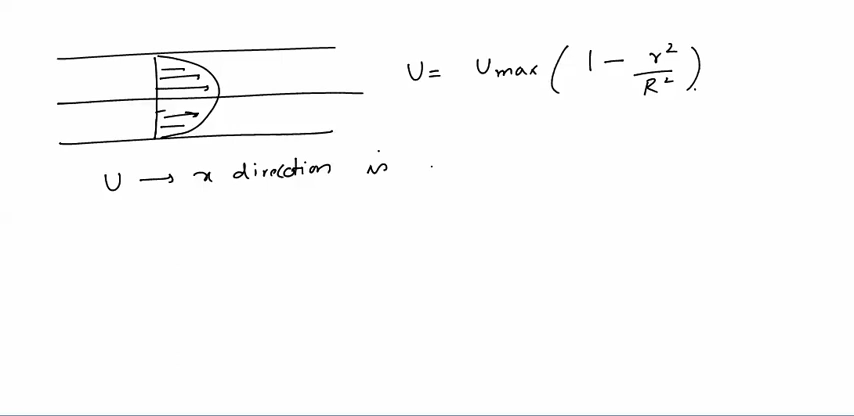 U = Umax ( 1 - r²/R² )
U → x direction is